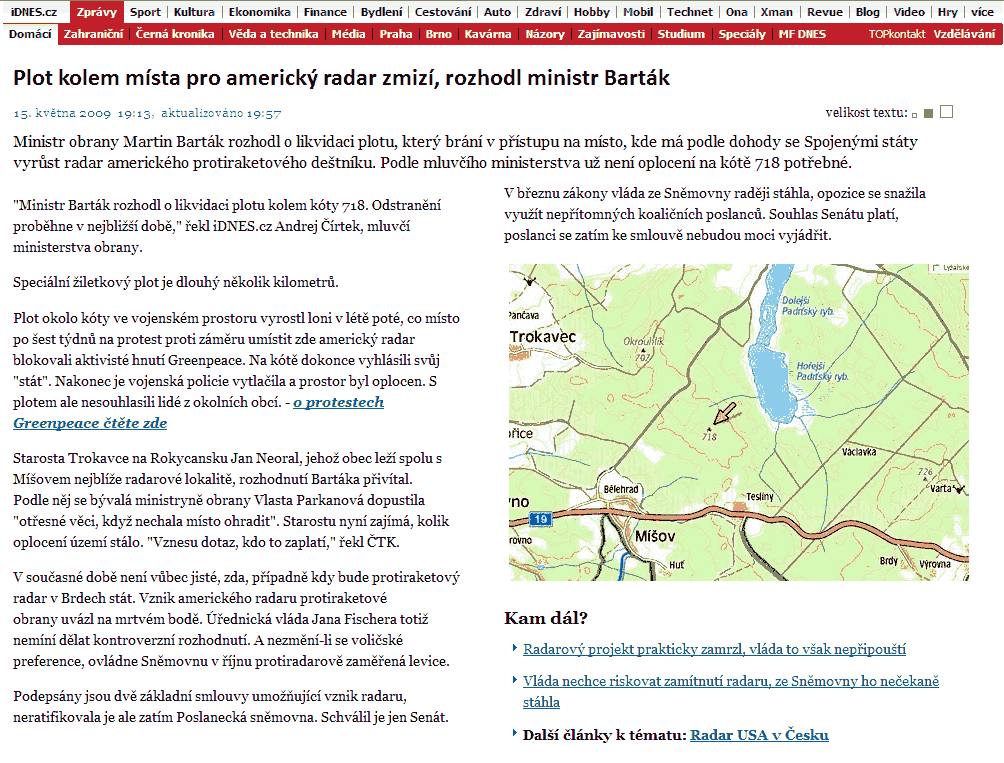 iDNES.cz Zprávy Sport Kultura Ekonomika Finance Bydlení Cestování Auto Zdraví Hobby Mobil Technet Ona Xman Revue Blog Video Hry více
Domácí Zahraniční Černá kronika Věda a technika Média Praha Brno Kavárna Názory Zajímavosti Studium Speciály MF DNES TOPkontakt Vzdělávání
Plot kolem místa pro americký radar zmizí, rozhodl ministr Barták
15. května 2009 19:13, aktualizováno 19:57
velikost textu:
Ministr obrany Martin Barták rozhodl o likvidaci plotu, který brání v přístupu na místo, kde má podle dohody se Spojenými státy
vyrůst radar amerického protiraketového deštníku. Podle mluvčího ministerstva už není oplocení na kótě 718 potřebné.
"Ministr Barták rozhodl o likvidaci plotu kolem kóty 718. Odstranění
proběhne v nejbližší době," řekl iDNES.cz Andrej Čírtek, mluvčí
ministerstva obrany.
Speciální žiletkový plot je dlouhý několik kilometrů.
Plot okolo kóty ve vojenském prostoru vyrostl loni v létě poté, co místo
po šest týdnů na protest proti záměru umístit zde americký radar
blokovali aktivisté hnutí Greenpeace. Na kótě dokonce vyhlásili svůj
"stát". Nakonec je vojenská policie vytlačila a prostor byl oplocen. S
plotem ale nesouhlasili lidé z okolních obcí. - o protestech
Greenpeace čtěte zde
Starosta Trokavce na Rokycansku Jan Neoral, jehož obec leží spolu s
Míšovem nejblíže radarové lokalitě, rozhodnutí Bartáka přivítal.
Podle něj se bývalá ministryně obrany Vlasta Parkanová dopustila
"otřesné věci, když nechala místo ohradit". Starostu nyní zajímá, kolik
oplocení území stálo. "Vznesu dotaz, kdo to zaplatí," řekl ČTK.
V současné době není vůbec jisté, zda, případně kdy bude protiraketový
radar v Brdech stát. Vznik amerického radaru protiraketové
obrany uvázl na mrtvém bodě. Úřednická vláda Jana Fischera totiž
nemíní dělat kontroverzní rozhodnutí. A nezmění-li se voličské
preference, ovládne Sněmovnu v říjnu protiradarově zaměřená levice.
Podepsány jsou dvě základní smlouvy umožňující vznik radaru,
neratifikovala je ale zatím Poslanecká sněmovna. Schválil je jen Senát.
V březnu zákony vláda ze Sněmovny raději stáhla, opozice se snažila
využít nepřítomných koaličních poslanců. Souhlas Senátu platí,
poslanci se zatím ke smlouvě nebudou moci vyjádřit.
Lyžařské
Dolejší
Padrťský ryb.
Pančava
Trokavec
Okrouhlík
707
Hořejší
Padrťský ryb.
718
ořice
Václavka
726
Varta
Bělehrad
Teslíny
no
19
rovno
Míšov
Huť
Brdy
Výrovna
Kam dál?
Radarový projekt prakticky zamrzl, vláda to však nepřipouští
Vláda nechce riskovat zamítnutí radaru, ze Sněmovny ho nečekaně
stáhla
Další články k tématu: Radar USA v Česku